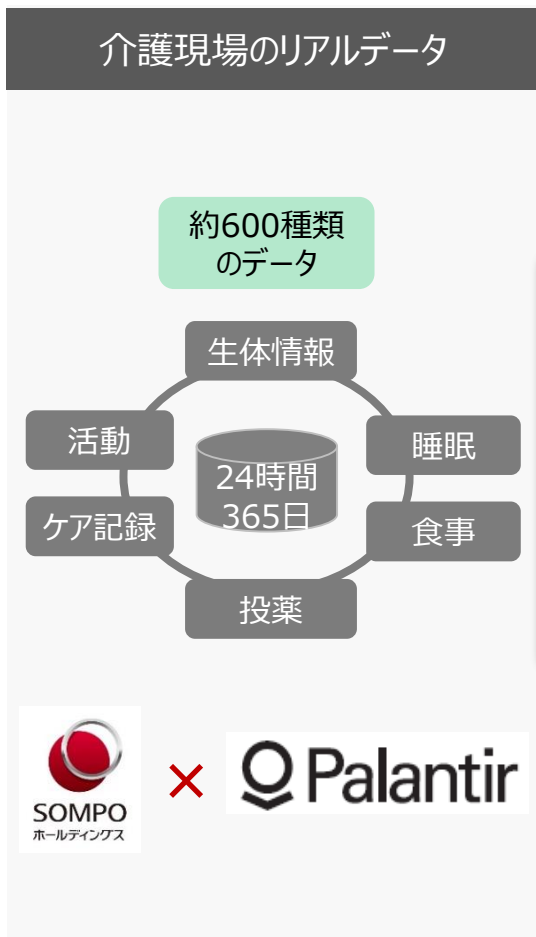 介護現場のリアルデータ
約600種類
のデータ
生体情報
活動
睡眠
24時間
365日
ケア記録
食事
投薬
SOMPO
ホールディングス
×
Palantir